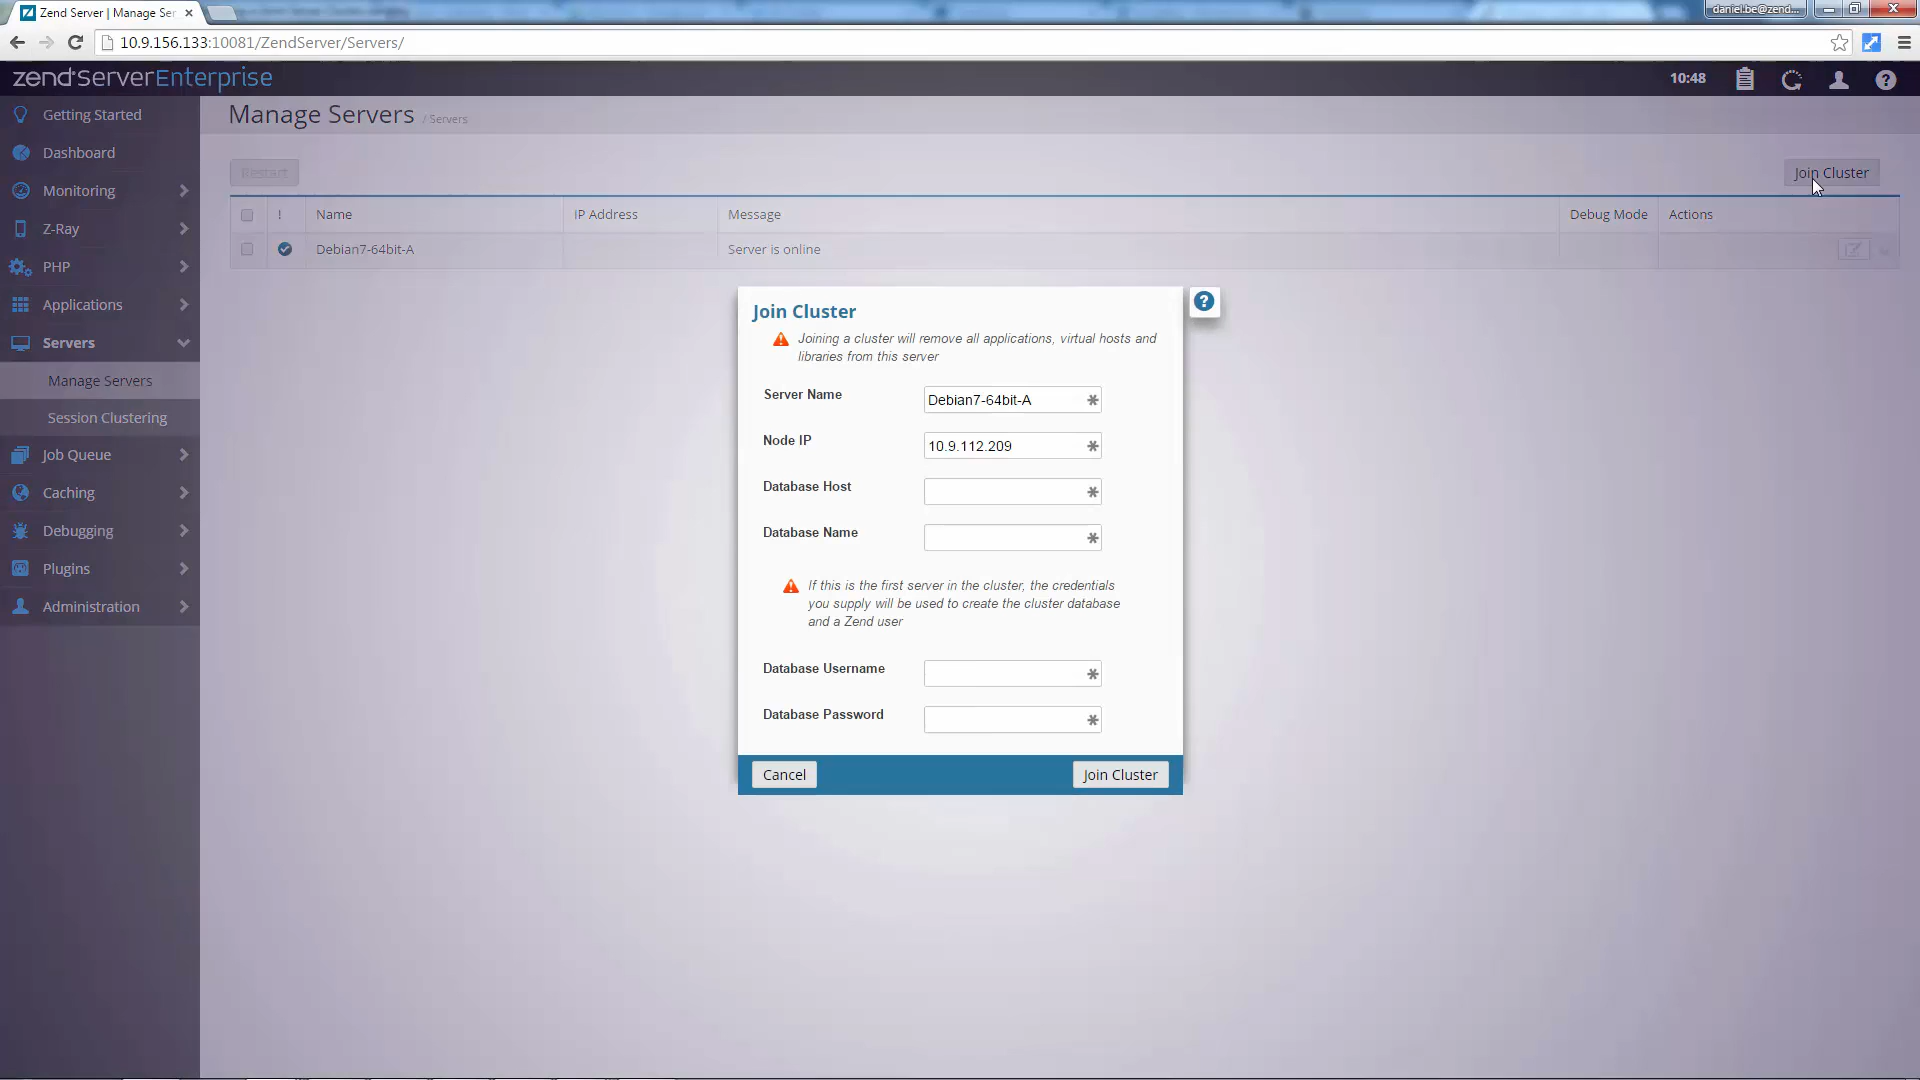 Zend Server | Manage Ser
daniel.be@zend...
10.9.156.133:10081/ZendServer/Servers/
zend ServerEnterprise
10:48
Getting Started
Dashboard
Monitoring
Z-Ray
PHP
Applications
Servers
Manage Servers
Session Clustering
Job Queue
Caching
Debugging
Plugins
Administration
Manage Servers / Servers
Restart
Join Cluster
! Name IP Address Message Debug Mode Actions
Debian7-64bit-A Server is online
Join Cluster
Joining a cluster will remove all applications, virtual hosts and
libraries from this server
Server Name Debian7-64bit-A
Node IP 10.9.112.209
Database Host
Database Name
If this is the first server in the cluster, the credentials
you supply will be used to create the cluster database
and a Zend user
Database Username
Database Password
Cancel Join Cluster